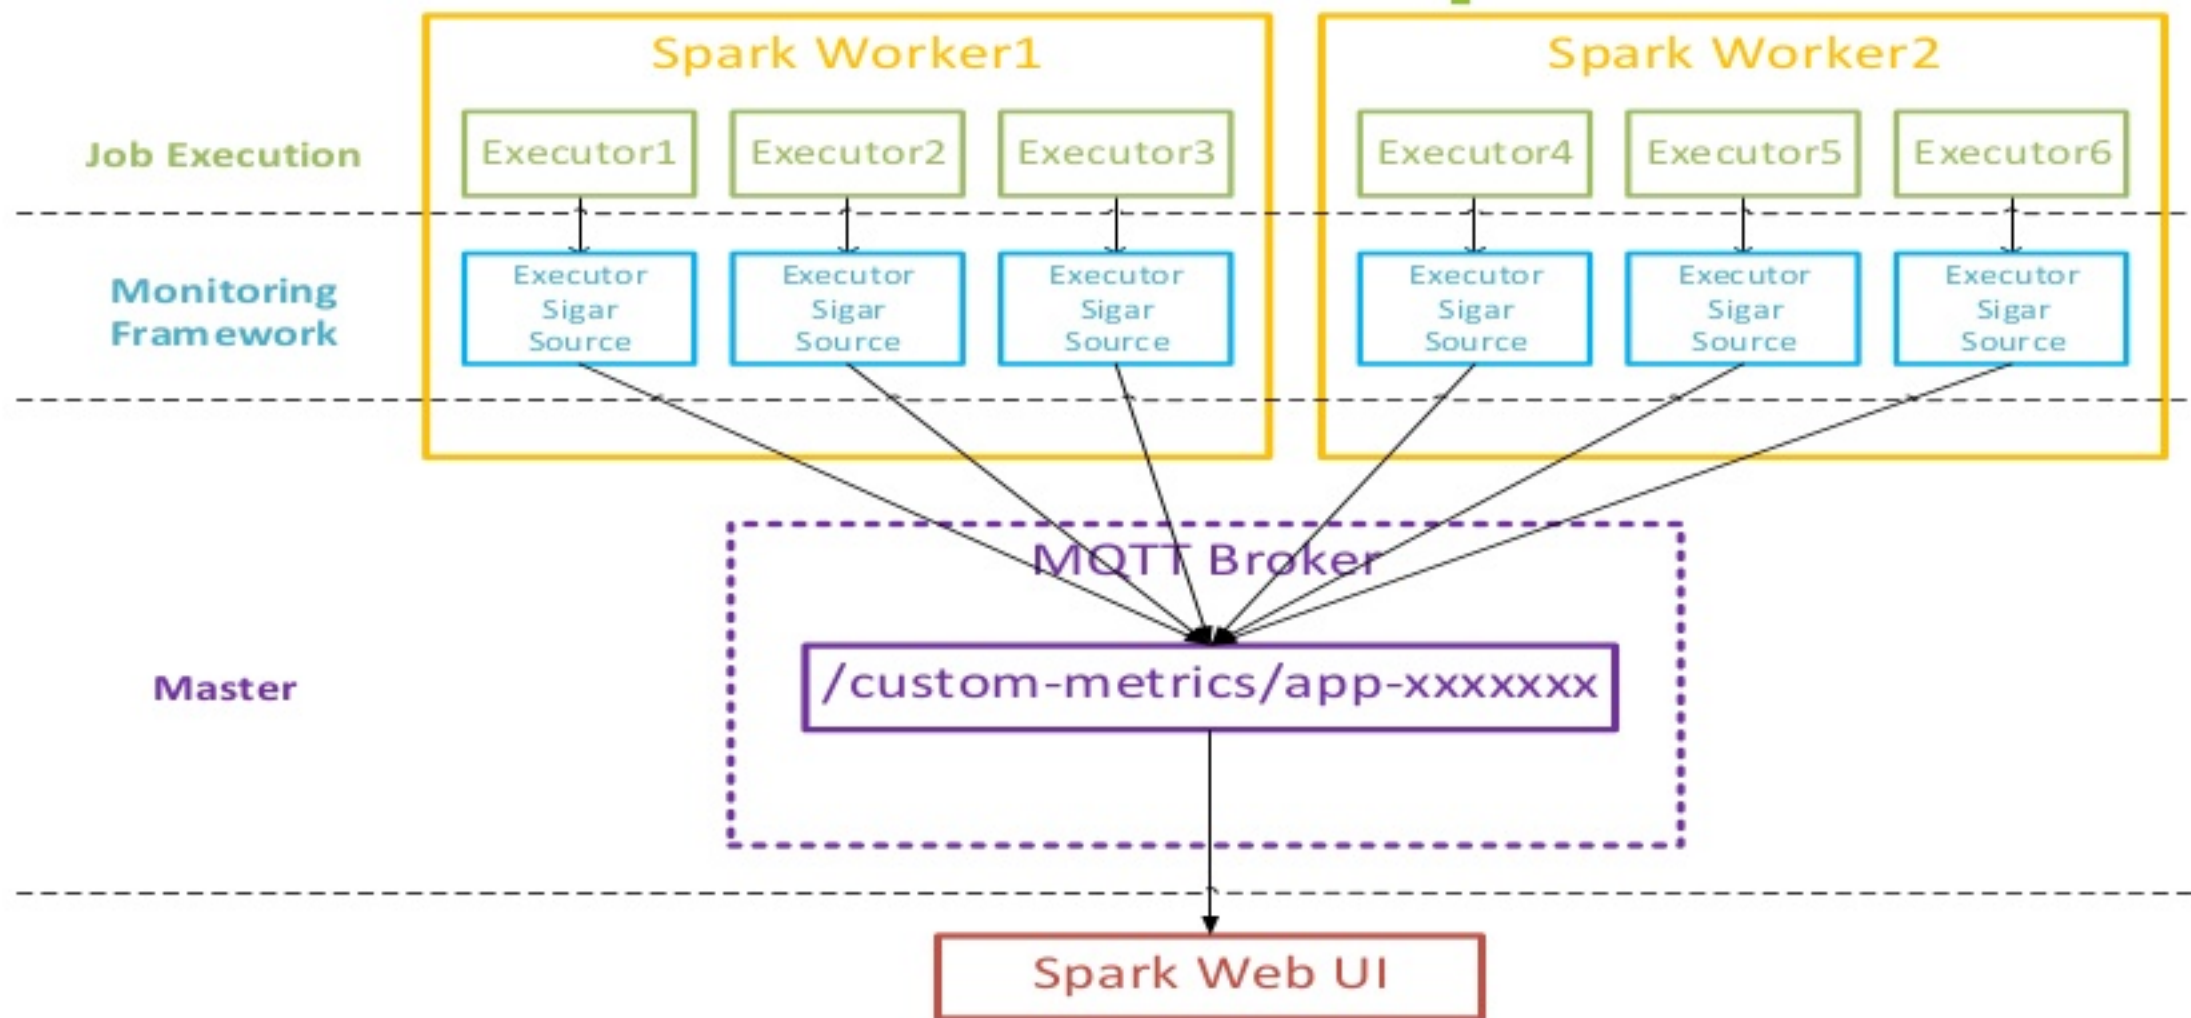 Spark Worker1
Spark Worker2
Job Execution
Executor1
Executor2
Executor3
Executor4
Executor5
Executor6
Monitoring
Framework
Executor
Sigar
Source
Executor
Sigar
Source
Executor
Sigar
Source
Executor
Sigar
Source
Executor
Sigar
Source
Executor
Sigar
Source
MQTT Broker
Master
/custom-metrics/app-xxxxxxx
Spark Web UI